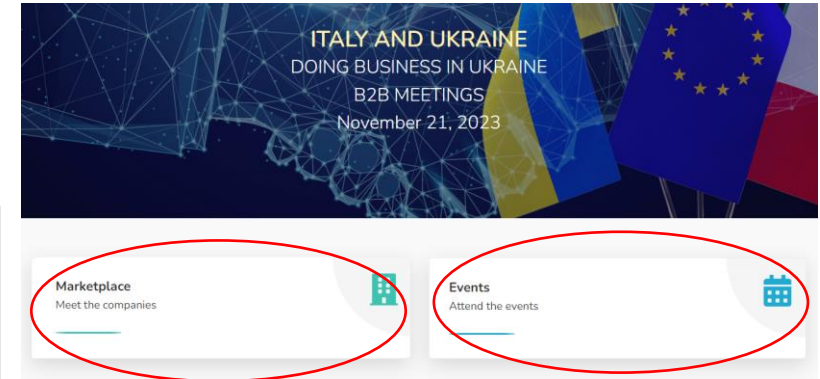 ITALY AND UKRAINE
DOING BUSINESS IN UKRAINE
B2B MEETINGS
November 21, 2023
Marketplace
Meet the companies
Events
Attend the events